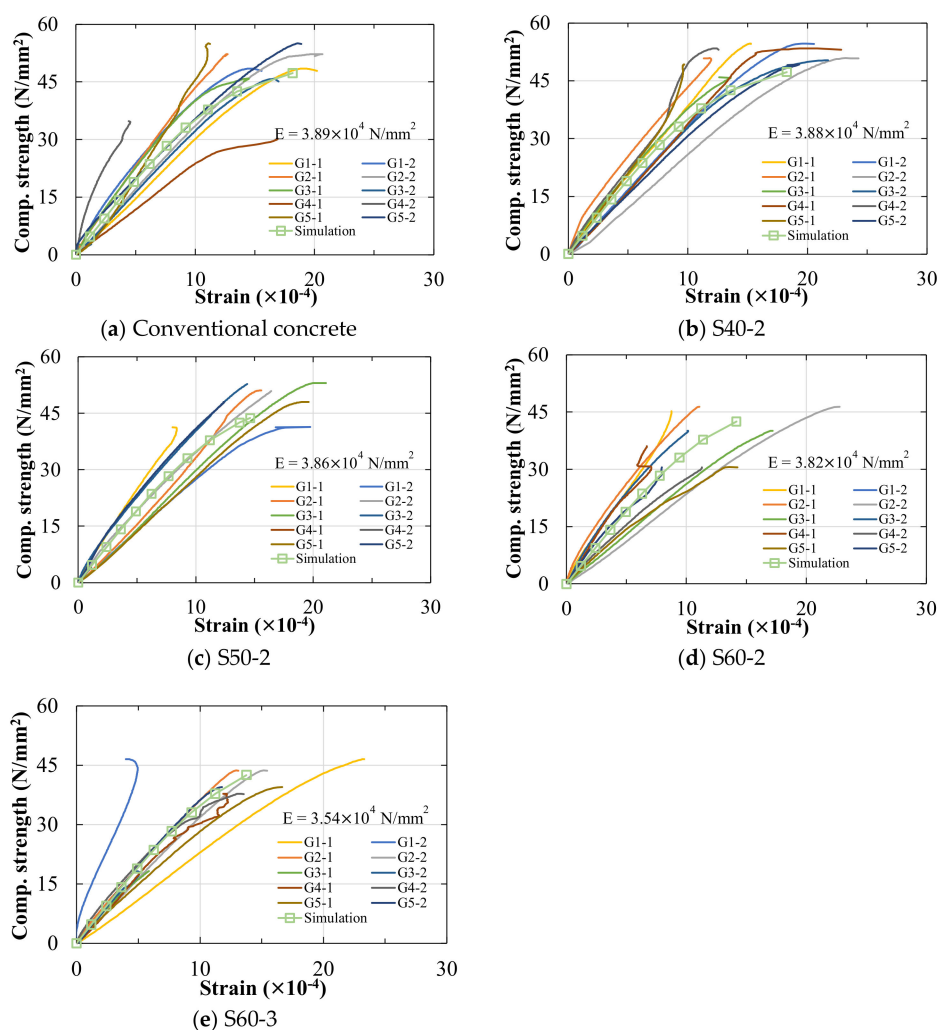 Comp. strength (N/mm²)
60
45
30
15
0
E = 3.89×10⁴ N/mm²
G1-1 G1-2
G2-1 G2-2
G3-1 G3-2
G4-1 G4-2
G5-1 G5-2
Simulation
0 10 20 30
Strain (×10⁻⁴)
(a) Conventional concrete
Comp. strength (N/mm²)
60
45
30
15
0
E = 3.88×10⁴ N/mm²
G1-1 G1-2
G2-1 G2-2
G3-1 G3-2
G4-1 G4-2
G5-1 G5-2
Simulation
0 10 20 30
Strain (×10⁻⁴)
(b) S40-2
Comp. strength (N/mm²)
60
45
30
15
0
E = 3.86×10⁴ N/mm²
G1-1 G1-2
G2-1 G2-2
G3-1 G3-2
G4-1 G4-2
G5-1 G5-2
Simulation
0 10 20 30
Strain (×10⁻⁴)
(c) S50-2
Comp. strength (N/mm²)
60
45
30
15
0
E = 3.82×10⁴ N/mm²
G1-1 G1-2
G2-1 G2-2
G3-1 G3-2
G4-1 G4-2
G5-1 G5-2
Simulation
0 10 20 30
Strain (×10⁻⁴)
(d) S60-2
Comp. strength (N/mm²)
60
45
30
15
0
E = 3.54×10⁴ N/mm²
G1-1 G1-2
G2-1 G2-2
G3-1 G3-2
G4-1 G4-2
G5-1 G5-2
Simulation
0 10 20 30
Strain (×10⁻⁴)
(e) S60-3